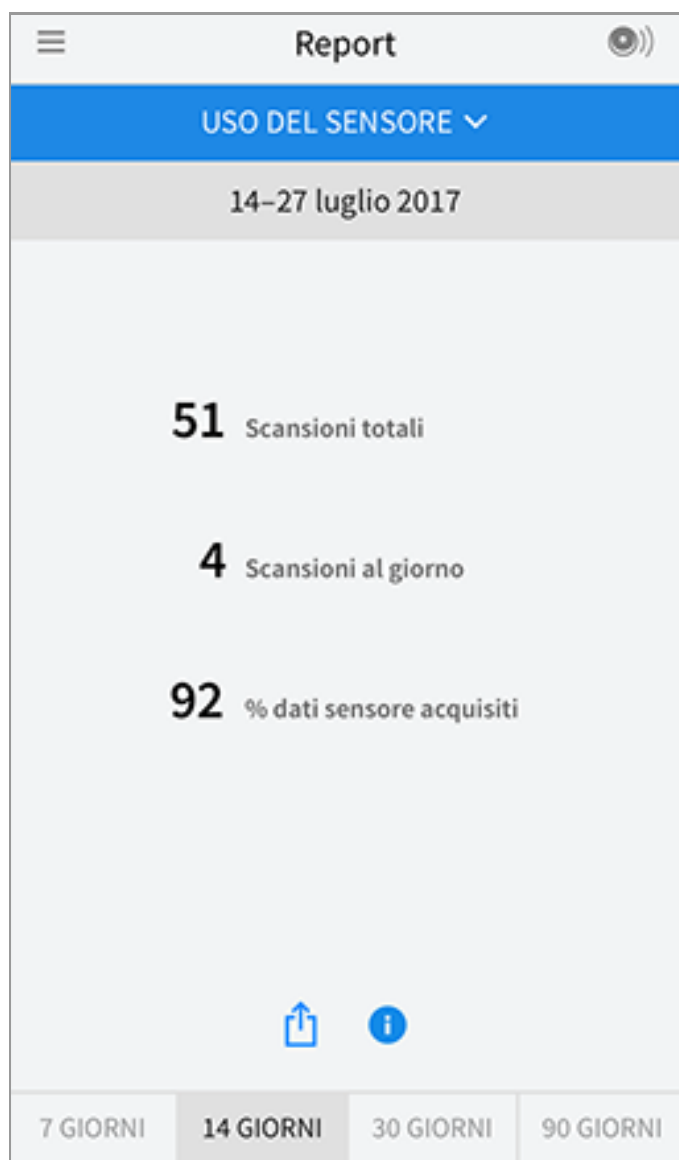 Report
USO DEL SENSORE
14–27 luglio 2017
51 Scansioni totali
4 Scansioni al giorno
92 % dati sensore acquisiti
7 GIORNI 14 GIORNI 30 GIORNI 90 GIORNI